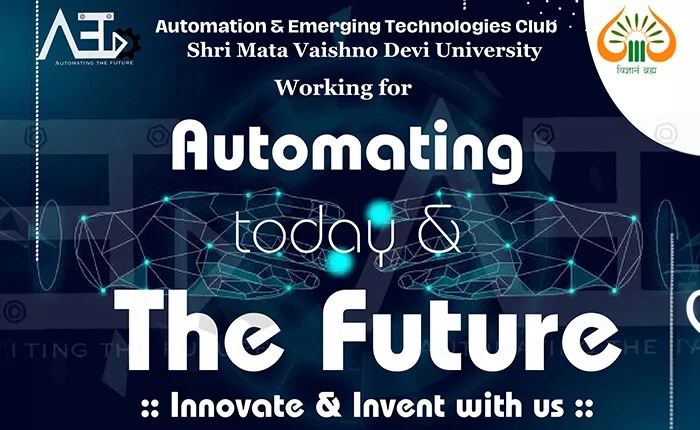 AET
AUTOMATING THE FUTURE
Automation & Emerging Technologies Club
Shri Mata Vaishno Devi University
विज्ञानं ब्रह्म
Working for
Automating
today &
The Future
:: Innovate & Invent with us ::